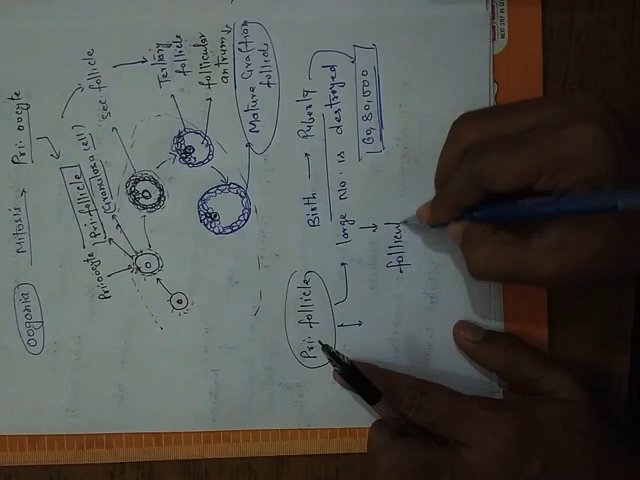 Oogonia Mitosis → Pri. oocyte
Pri oocyte Pri. follicle
(Granulosa cell)
sec follicle
Tertiary
follicle
follicular
antrum
Mature Graafian
follicle
Birth → Puberty
Pri. follicle
large No. is destroyed
60,80,000
follicul